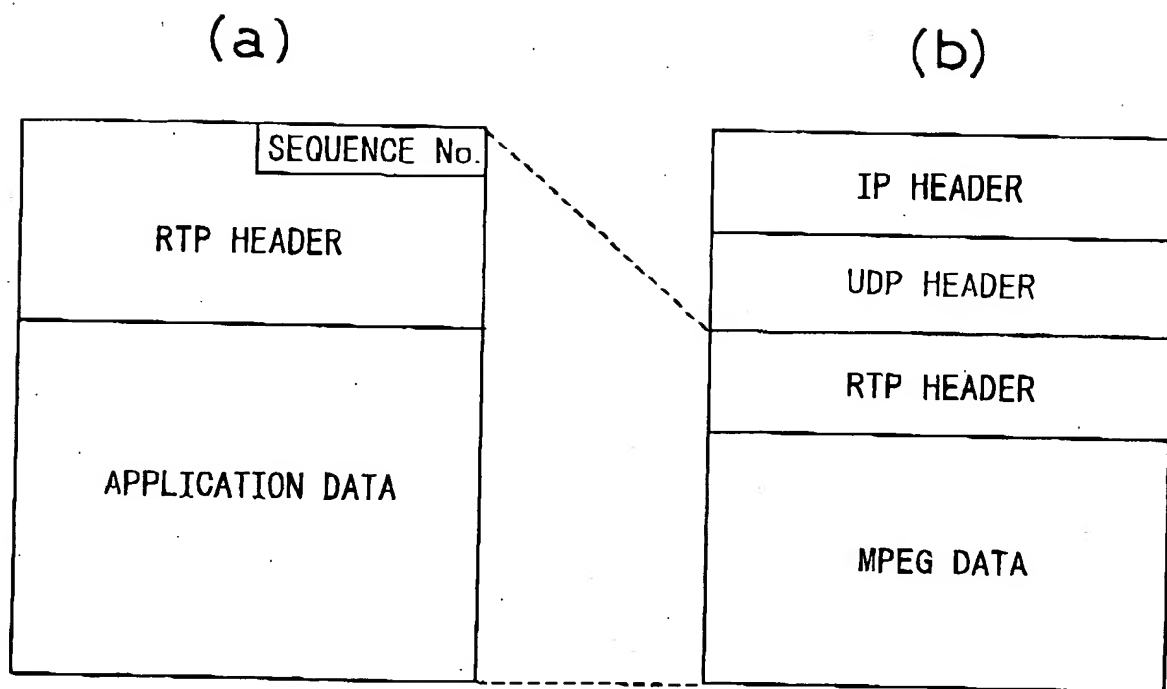 (a)
SEQUENCE No.
RTP HEADER
APPLICATION DATA
(b)
IP HEADER
UDP HEADER
RTP HEADER
MPEG DATA